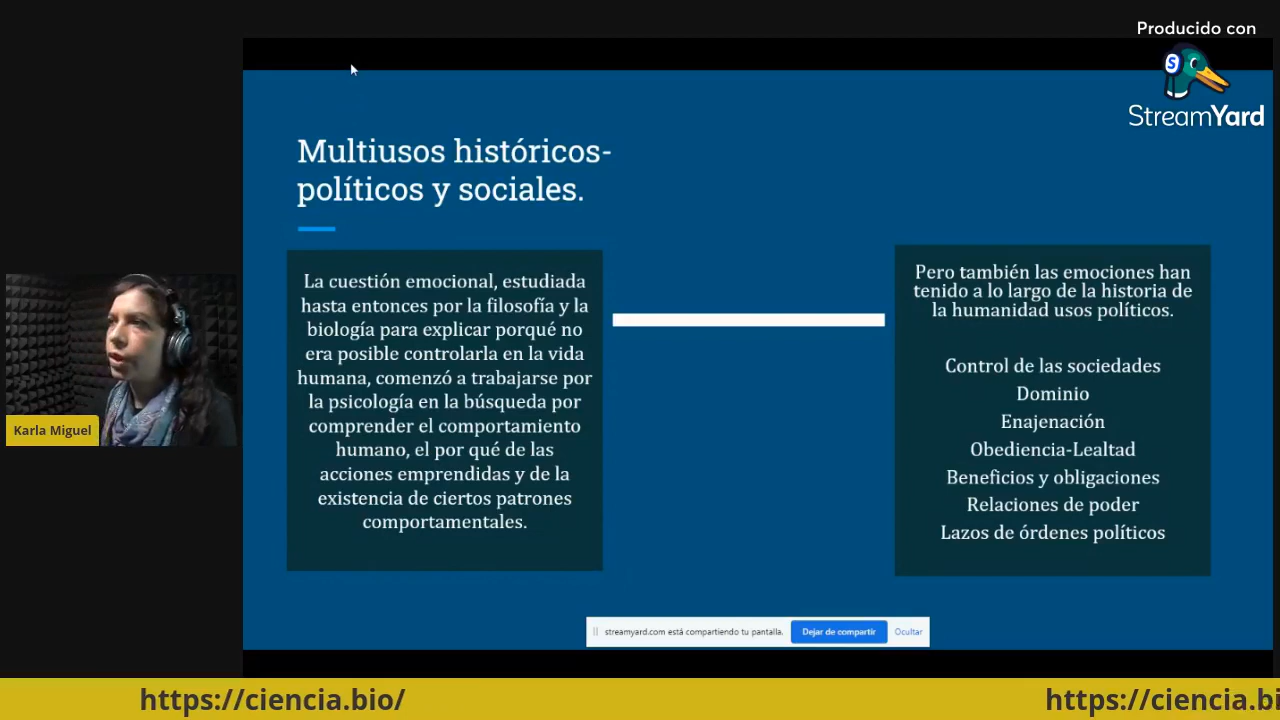 Producido con
StreamYard
Multiusos históricos-
políticos y sociales.
La cuestión emocional, estudiada
hasta entonces por la filosofía y la
biología para explicar porqué no
era posible controlarla en la vida
humana, comenzó a trabajarse por
la psicología en la búsqueda por
comprender el comportamiento
humano, el por qué de las
acciones emprendidas y de la
existencia de ciertos patrones
comportamentales.
Pero también las emociones han
tenido a lo largo de la historia de
la humanidad usos políticos.
Control de las sociedades
Dominio
Enajenación
Obediencia-Lealtad
Beneficios y obligaciones
Relaciones de poder
Lazos de órdenes políticos
Karla Miguel
streamyard.com está compartiendo tu pantalla.
Dejar de compartir
Ocultar
https://ciencia.bio/
https://ciencia.bi